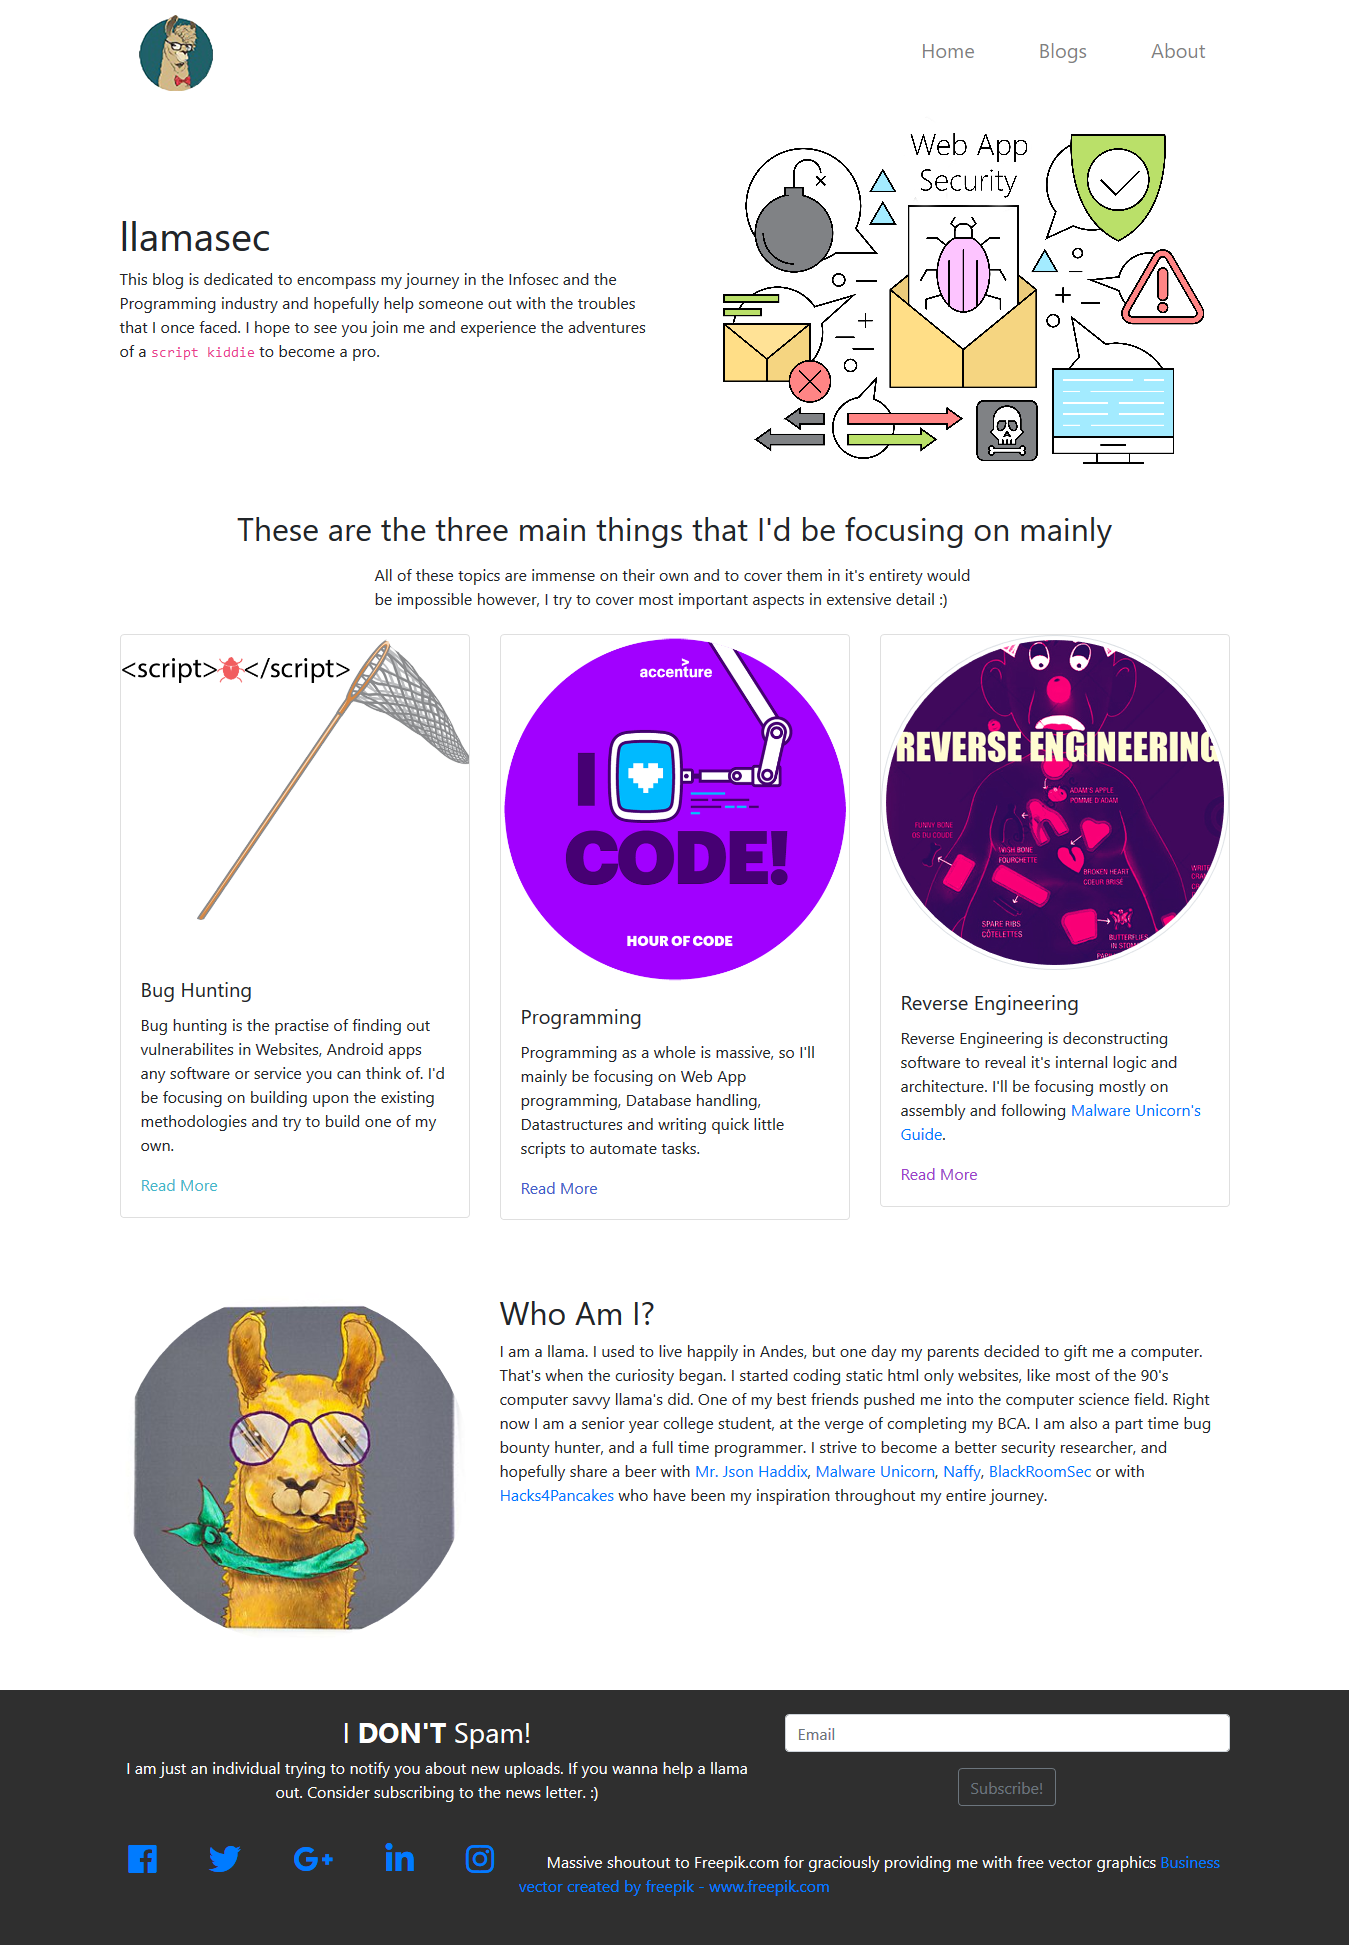 Home
Blogs
About
Web App
Security
llamasec
This blog is dedicated to encompass my journey in the Infosec and the
Programming industry and hopefully help someone out with the troubles
that I once faced. I hope to see you join me and experience the adventures
of a script kiddie to become a pro.
These are the three main things that I'd be focusing on mainly
All of these topics are immense on their own and to cover them in it's entirety would
be impossible however, I try to cover most important aspects in extensive detail :)
<script></script>
Bug Hunting
Bug hunting is the practise of finding out
vulnerabilites in Websites, Android apps
any software or service you can think of. I'd
be focusing on building upon the existing
methodologies and try to build one of my
own.
Read More
accenture
I
CODE!
HOUR OF CODE
Programming
Programming as a whole is massive, so I'll
mainly be focusing on Web App
programming, Database handling,
Datastructures and writing quick little
scripts to automate tasks.
Read More
REVERSE ENGINEERING
ADAM'S APPLE
POMME D'ADAM
FUNNY BONE
OS DU COUDE
WISH BONE
FOURCHETTE
BROKEN HEART
COEUR BRISÉ
SPARE RIBS
CÔTELETTES
BUTTERFLIES
Reverse Engineering
Reverse Engineering is deconstructing
software to reveal it's internal logic and
architecture. I'll be focusing mostly on
assembly and following Malware Unicorn's
Guide.
Read More
Who Am I?
I am a llama. I used to live happily in Andes, but one day my parents decided to gift me a computer.
That's when the curiosity began. I started coding static html only websites, like most of the 90's
computer savvy llama's did. One of my best friends pushed me into the computer science field. Right
now I am a senior year college student, at the verge of completing my BCA. I am also a part time bug
bounty hunter, and a full time programmer. I strive to become a better security researcher, and
hopefully share a beer with Mr. Json Haddix, Malware Unicorn, Naffy, BlackRoomSec or with
Hacks4Pancakes who have been my inspiration throughout my entire journey.
I DON'T Spam!
I am just an individual trying to notify you about new uploads. If you wanna help a llama
out. Consider subscribing to the news letter. :)
Email
Subscribe!
Massive shoutout to Freepik.com for graciously providing me with free vector graphics Business
vector created by freepik - www.freepik.com